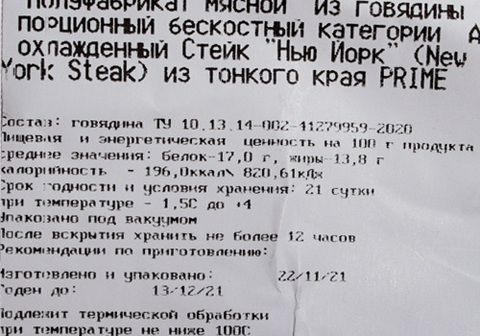 полуфабрикат мясной из говядины
порционный бескостный категории А
охлажденный Стейк "Нью Йорк" (New
York Steak) из тонкого края PRIME
Состав: говядина ТУ 10.13.14-002-41279959-2020
Пищевая и энергетическая ценность на 100 г продукта
средние значения: белок-17,0 г, жиры-13,8 г
калорийность - 196,0ккал\ 820,61кДж
Срок годности и условия хранения: 21 сутки
при температуре - 1,5С до +4
Упаковано под вакуумом
После вскрытия хранить не более 12 часов
Рекомендации по приготовлению:
Изготовлено и упаковано: 22/11/21
Годен до: 13/12/21
Подлежит термической обработки
при температуре не ниже 100С